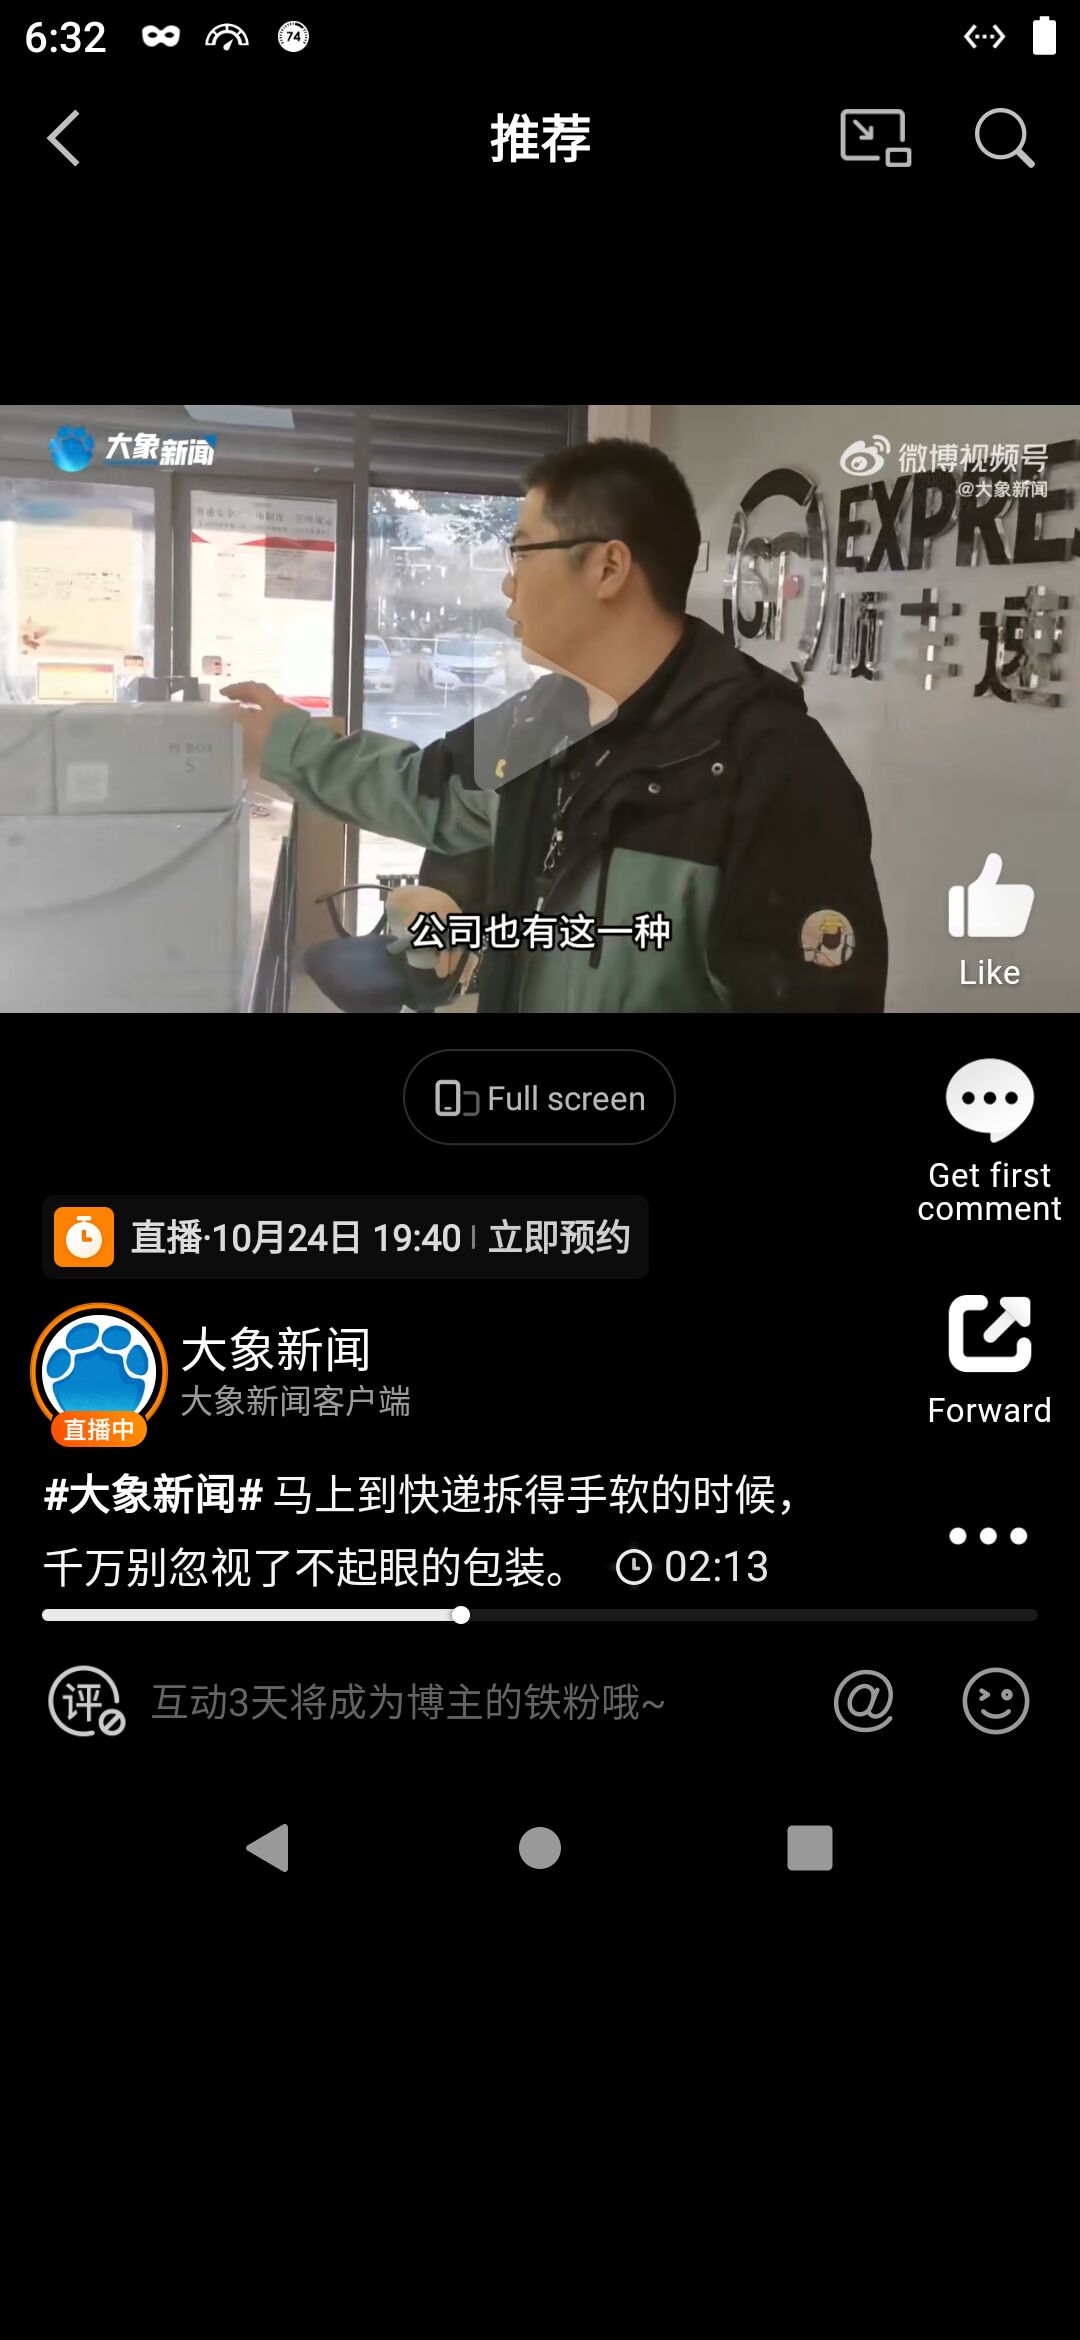 6:32
74
推荐
大象新闻
微博视频号
@大象新闻
EXPRE
顺丰速
公司也有这一种
Like
Full screen
Get first
comment
直播·10月24日 19:40 | 立即预约
大象新闻
大象新闻客户端
直播中
Forward
#大象新闻# 马上到快递拆得手软的时候，
千万别忽视了不起眼的包装。 02:13
评 互动3天将成为博主的铁粉哦~ @